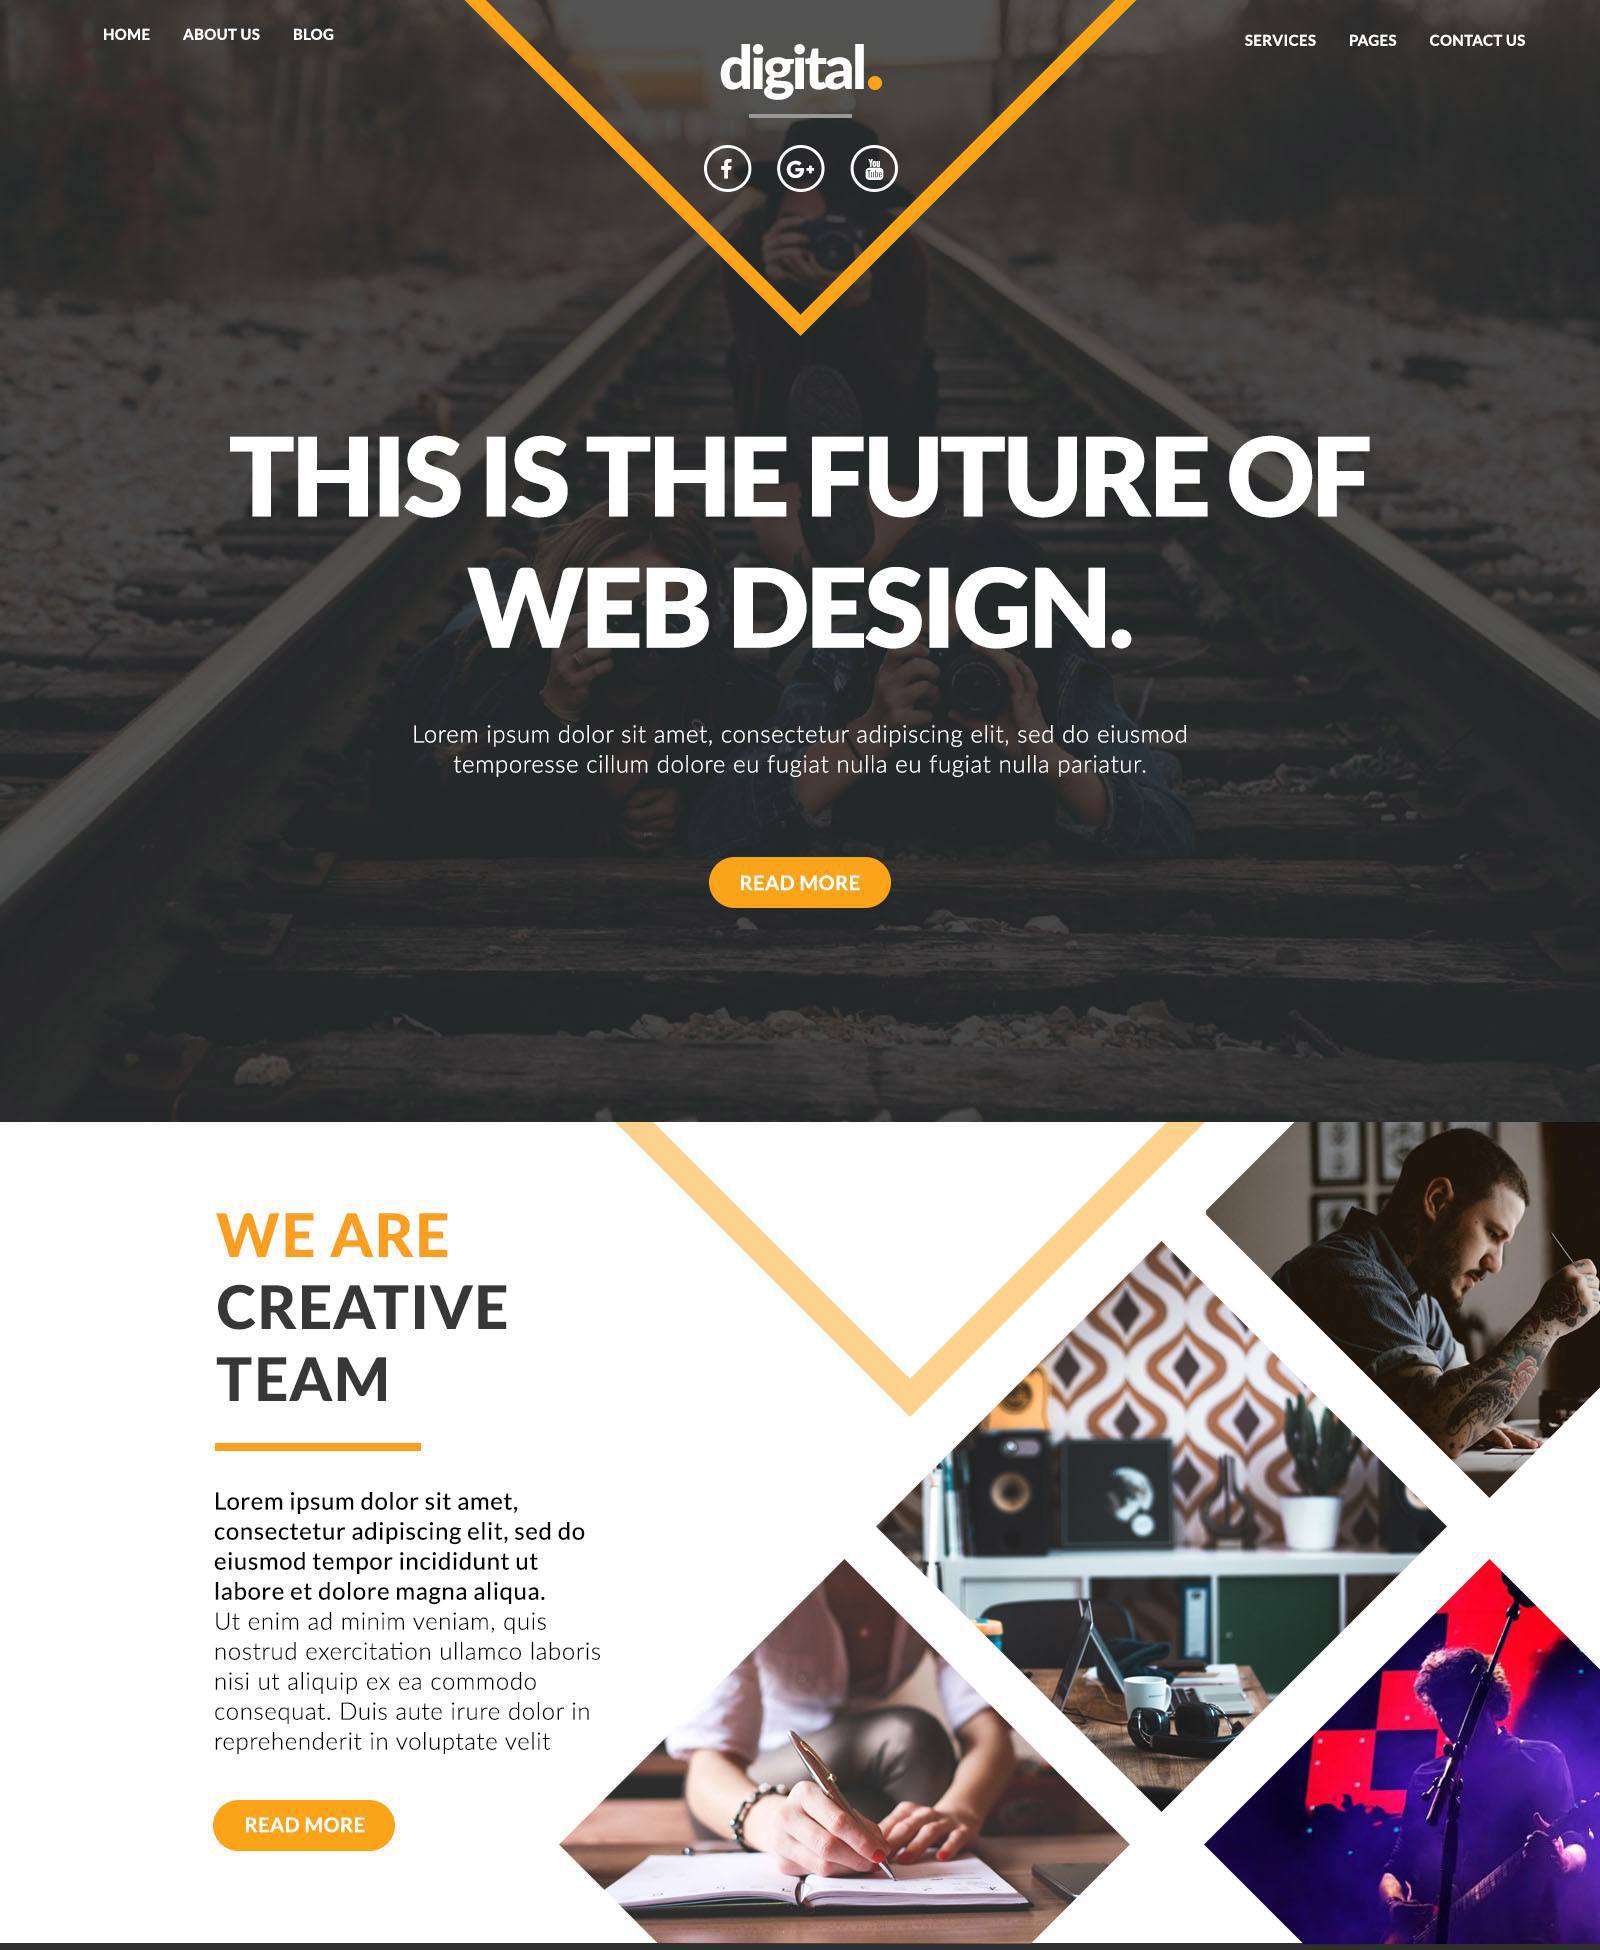 HOME ABOUT US BLOG
digital.
SERVICES PAGES CONTACT US
You
Tube
THIS IS THE FUTURE OF
WEB DESIGN.
Lorem ipsum dolor sit amet, consectetur adipiscing elit, sed do eiusmod
temporesse cillum dolore eu fugiat nulla eu fugiat nulla pariatur.
READ MORE
WE ARE
CREATIVE
TEAM
Lorem ipsum dolor sit amet,
consectetur adipiscing elit, sed do
eiusmod tempor incididunt ut
labore et dolore magna aliqua.
Ut enim ad minim veniam, quis
nostrud exercitation ullamco laboris
nisi ut aliquip ex ea commodo
consequat. Duis aute irure dolor in
reprehenderit in voluptate velit
READ MORE